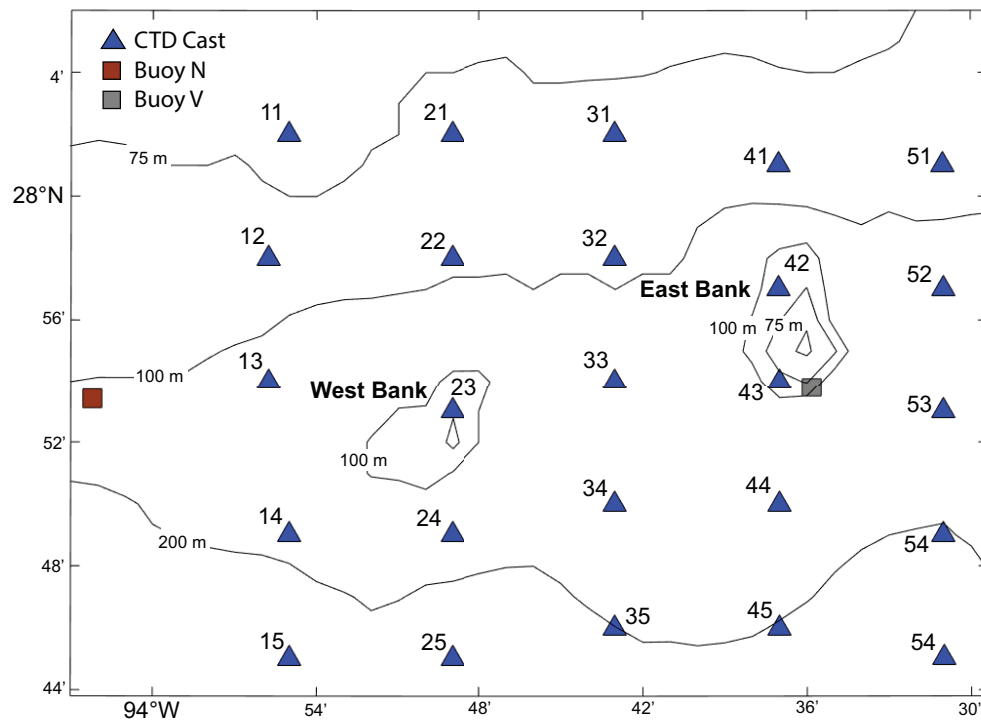 CTD Cast
Buoy N
Buoy V
4'
11
21
31
41
51
75 m
28°N
12
22
32
42
52
East Bank
100 m
75 m
56'
13
33
100 m
West Bank
23
43
53
52'
100 m
34
44
14
24
200 m
54
48'
35
45
15
25
54
44'
94°W
54'
48'
42'
36'
30'